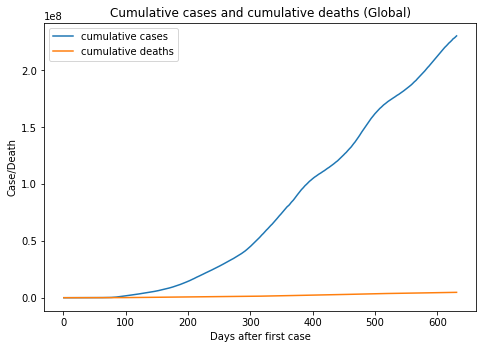 Cumulative cases and cumulative deaths (Global)
1e8
cumulative cases
cumulative deaths
2.0
1.5
1.0
0.5
0.0
Case/Death
0 100 200 300 400 500 600
Days after first case